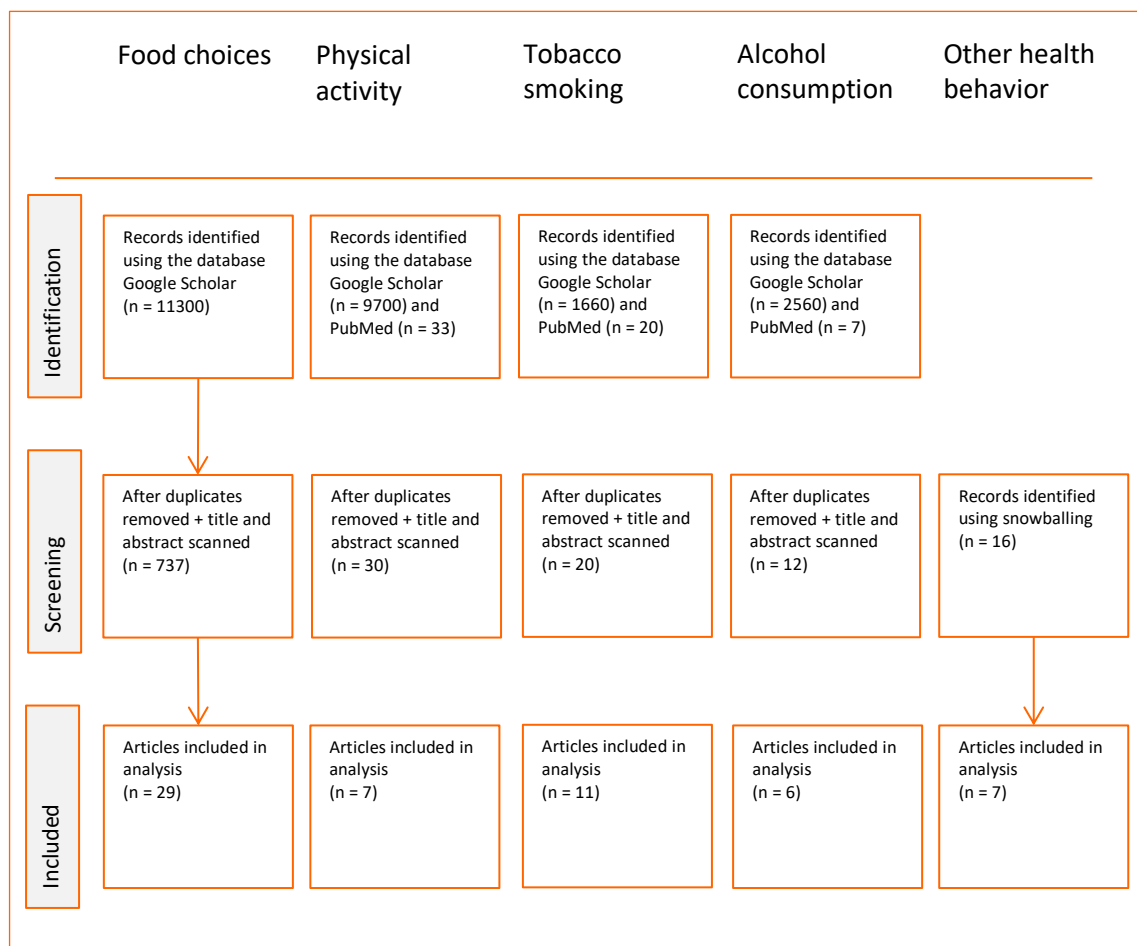 Food choices
Physical
activity
Tobacco
smoking
Alcohol
consumption
Other health
behavior
Identification
Records identified
using the database
Google Scholar
(n = 11300)
Records identified
using the database
Google Scholar
(n = 9700) and
PubMed (n = 33)
Records identified
using the database
Google Scholar
(n = 1660) and
PubMed (n = 20)
Records identified
using the database
Google Scholar
(n = 2560) and
PubMed (n = 7)
Screening
After duplicates
removed + title and
abstract scanned
(n = 737)
After duplicates
removed + title and
abstract scanned
(n = 30)
After duplicates
removed + title and
abstract scanned
(n = 20)
After duplicates
removed + title and
abstract scanned
(n = 12)
Records identified
using snowballing
(n = 16)
Included
Articles included in
analysis
(n = 29)
Articles included in
analysis
(n = 7)
Articles included in
analysis
(n = 11)
Articles included in
analysis
(n = 6)
Articles included in
analysis
(n = 7)